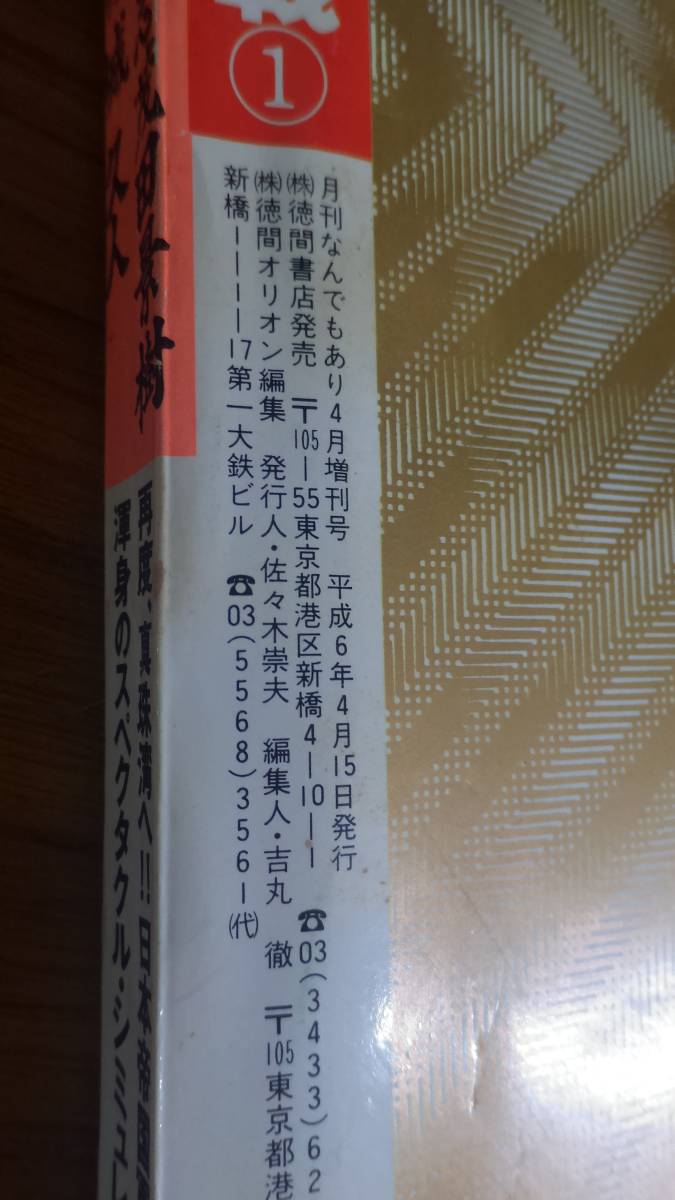 戦
①
月刊なんでもあり4月増刊号 平成6年4月15日発行
㈱徳間書店発売 〒105―55東京都港区新橋4―10―1 ☎03(3433)62
㈱徳間オリオン編集 発行人・佐々木崇夫 編集人・吉丸 徹 〒105東京都港
新橋1―1―17第一大鉄ビル ☎03(5568)3561㈹
再度、真珠湾へ!!日本帝国海
渾身のスペクタクル・シミュレ